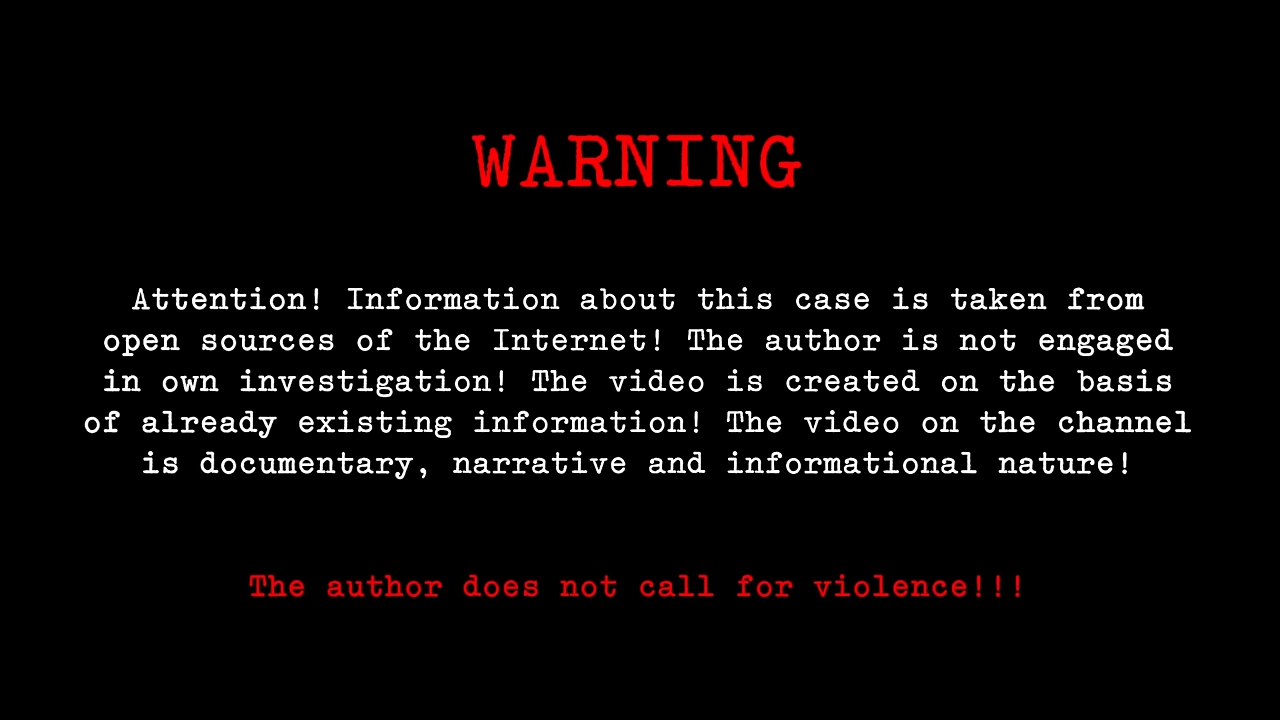 WARNING
Attention! Information about this case is taken from
open sources of the Internet! The author is not engaged
in own investigation! The video is created on the basis
of already existing information! The video on the channel
is documentary, narrative and informational nature!
The author does not call for violence!!!